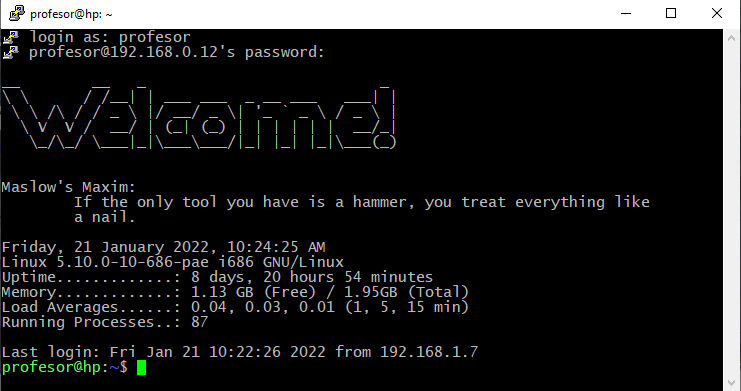 profesor@hp: ~
login as: profesor
profesor@192.168.0.12's password:
Welcome!
Maslow's Maxim:
If the only tool you have is a hammer, you treat everything like
a nail.
Friday, 21 January 2022, 10:24:25 AM
Linux 5.10.0-10-686-pae i686 GNU/Linux
Uptime.............: 8 days, 20 hours 54 minutes
Memory.............: 1.13 GB (Free) / 1.95GB (Total)
Load Averages......: 0.04, 0.03, 0.01 (1, 5, 15 min)
Running Processes..: 87
Last login: Fri Jan 21 10:22:26 2022 from 192.168.1.7
profesor@hp:~$